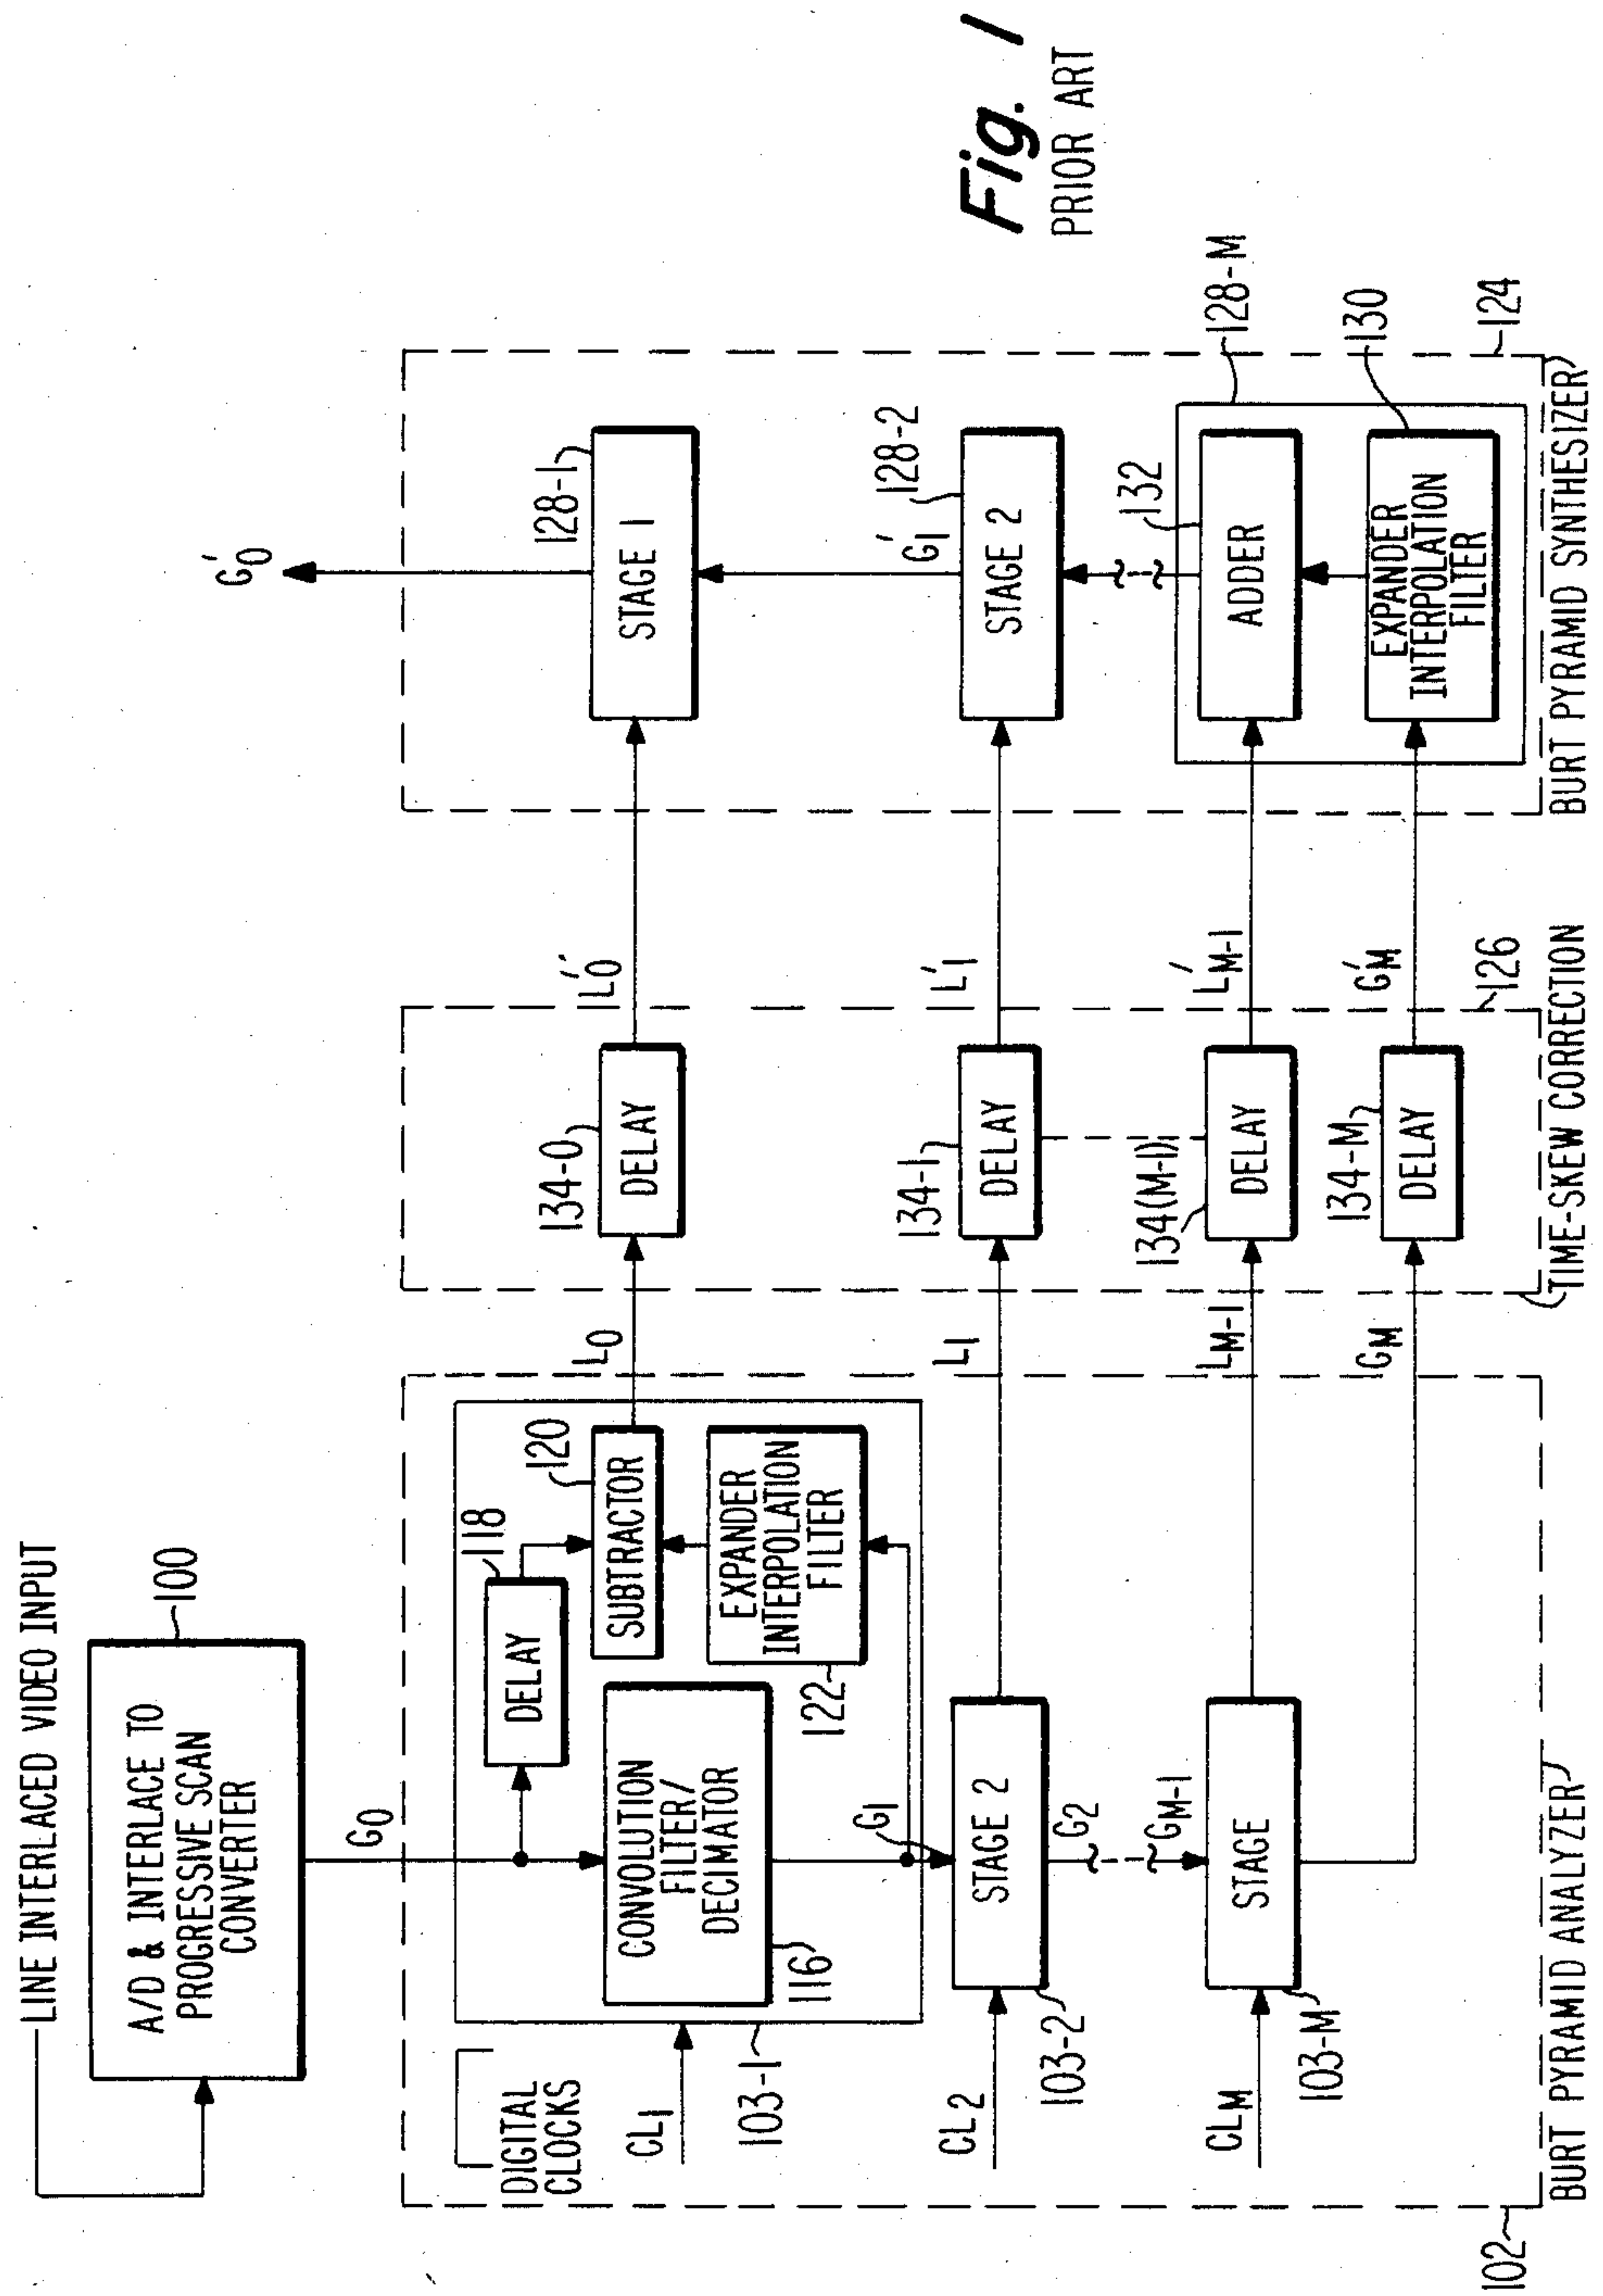 LINE INTERLACED VIDEO INPUT
A/D & INTERLACE TO
PROGRESSIVE SCAN
CONVERTER
100
G0
DIGITAL
CLOCKS
CL1
103-1
DELAY
118
SUBTRACTOR
120
CONVOLUTION
FILTER/
DECIMATOR
116
EXPANDER
INTERPOLATION
FILTER
122
G1
CL2
STAGE 2
103-2
G2
GM-1
CLM
STAGE
103-M
102
BURT PYRAMID ANALYZER
L0
L1
LM-1
GM
134-0
DELAY
134-1
DELAY
134(M-1)
DELAY
134-M
DELAY
TIME-SKEW CORRECTION
126
L'0'
L'1
L'M-1
G'M
G'0
STAGE 1
128-1
G'1
STAGE 2
128-2
ADDER
132
EXPANDER
INTERPOLATION
FILTER
130
128-M
124
BURT PYRAMID SYNTHESIZER
Fig. 1
PRIOR ART